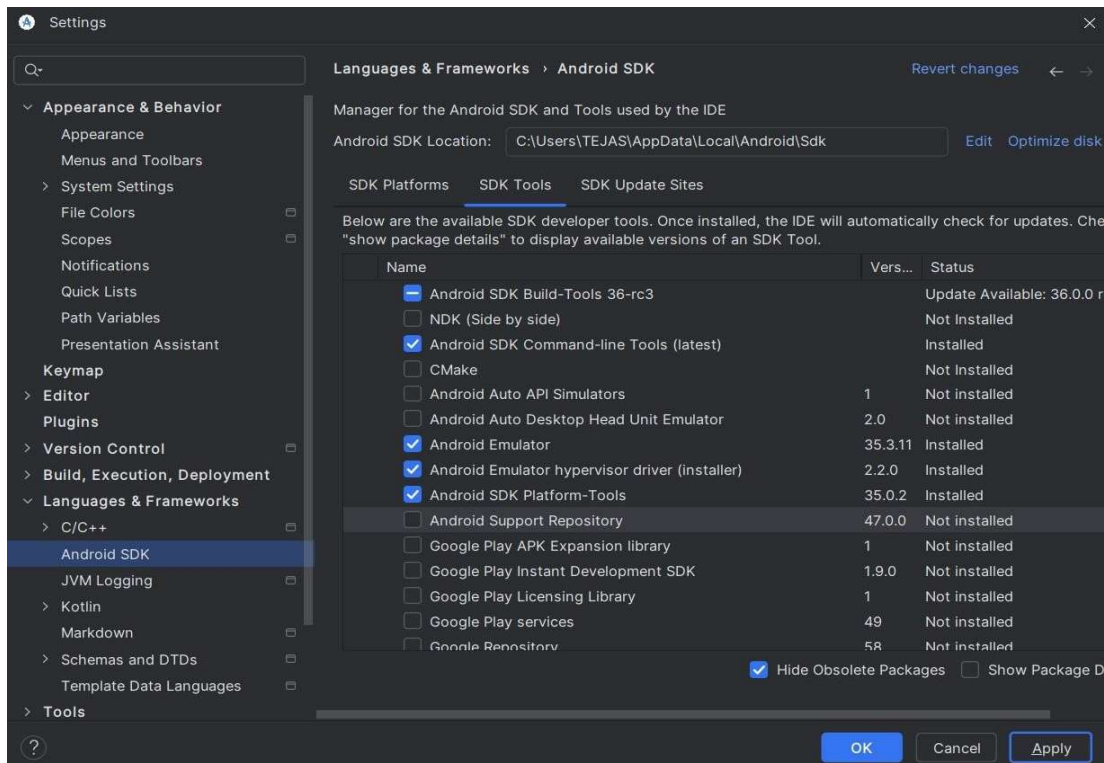 Settings
Appearance & Behavior
Appearance
Menus and Toolbars
System Settings
File Colors
Scopes
Notifications
Quick Lists
Path Variables
Presentation Assistant
Keymap
Editor
Plugins
Version Control
Build, Execution, Deployment
Languages & Frameworks
C/C++
Android SDK
JVM Logging
Kotlin
Markdown
Schemas and DTDs
Template Data Languages
Tools
Languages & Frameworks › Android SDK Revert changes
Manager for the Android SDK and Tools used by the IDE
Android SDK Location: C:\Users\TEJAS\AppData\Local\Android\Sdk Edit Optimize disk
SDK Platforms SDK Tools SDK Update Sites
Below are the available SDK developer tools. Once installed, the IDE will automatically check for updates. Che
"show package details" to display available versions of an SDK Tool.
Name Vers... Status
Android SDK Build-Tools 36-rc3 Update Available: 36.0.0 r
NDK (Side by side) Not Installed
Android SDK Command-line Tools (latest) Installed
CMake Not Installed
Android Auto API Simulators 1 Not installed
Android Auto Desktop Head Unit Emulator 2.0 Not installed
Android Emulator 35.3.11 Installed
Android Emulator hypervisor driver (installer) 2.2.0 Installed
Android SDK Platform-Tools 35.0.2 Installed
Android Support Repository 47.0.0 Not installed
Google Play APK Expansion library 1 Not installed
Google Play Instant Development SDK 1.9.0 Not installed
Google Play Licensing Library 1 Not installed
Google Play services 49 Not installed
Google Repository 58 Not installed
Hide Obsolete Packages Show Package D
? OK Cancel Apply